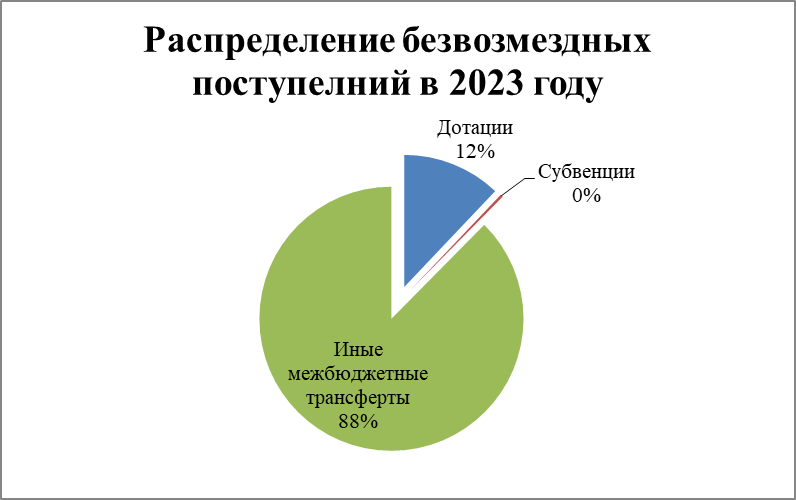 Распределение безвозмездных
поступелний в 2023 году
Дотации
12%
Субвенции
0%
Иные
межбюджетные
трансферты
88%